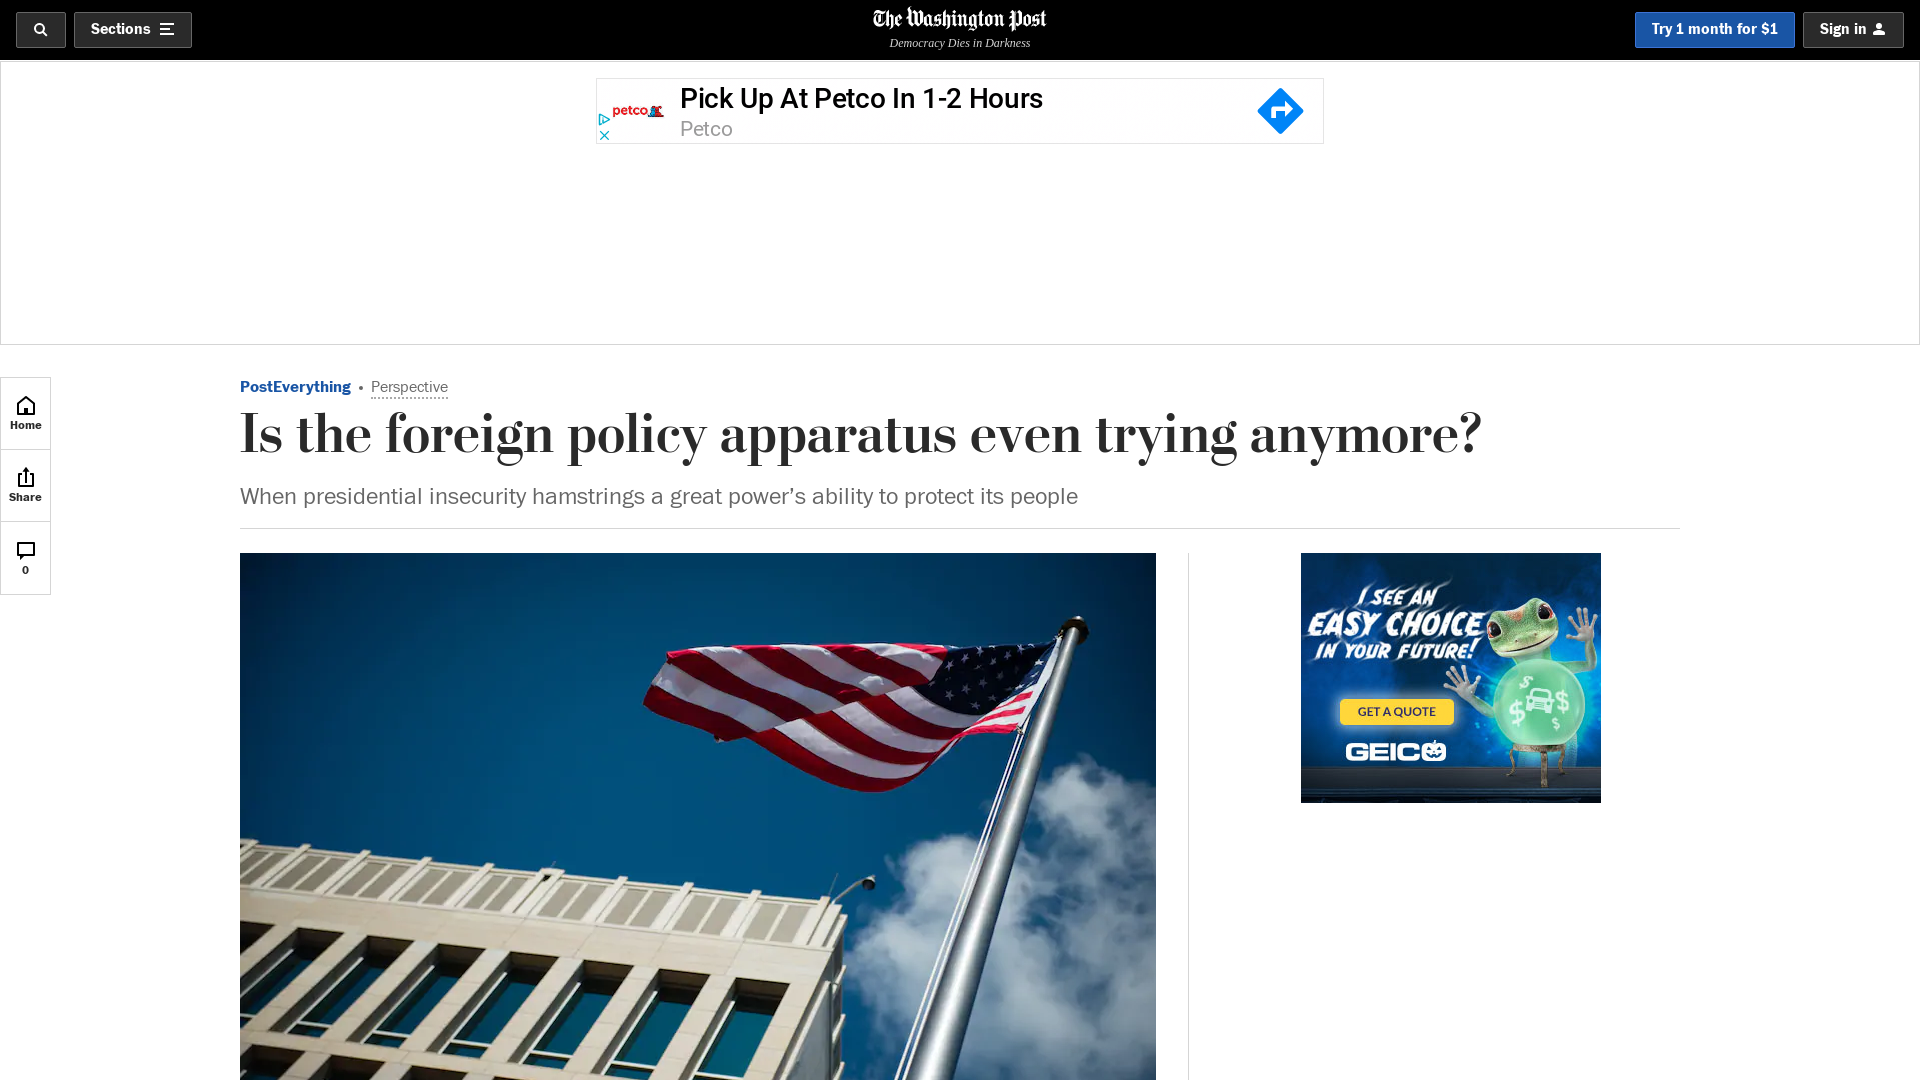 Sections
The Washington Post
Democracy Dies in Darkness
Try 1 month for $1
Sign in
petco
Pick Up At Petco In 1-2 Hours
Petco
Home
Share
0
PostEverything • Perspective
Is the foreign policy apparatus even trying anymore?
When presidential insecurity hamstrings a great power’s ability to protect its people
I SEE AN
EASY CHOICE
IN YOUR FUTURE!
GET A QUOTE
GEICO